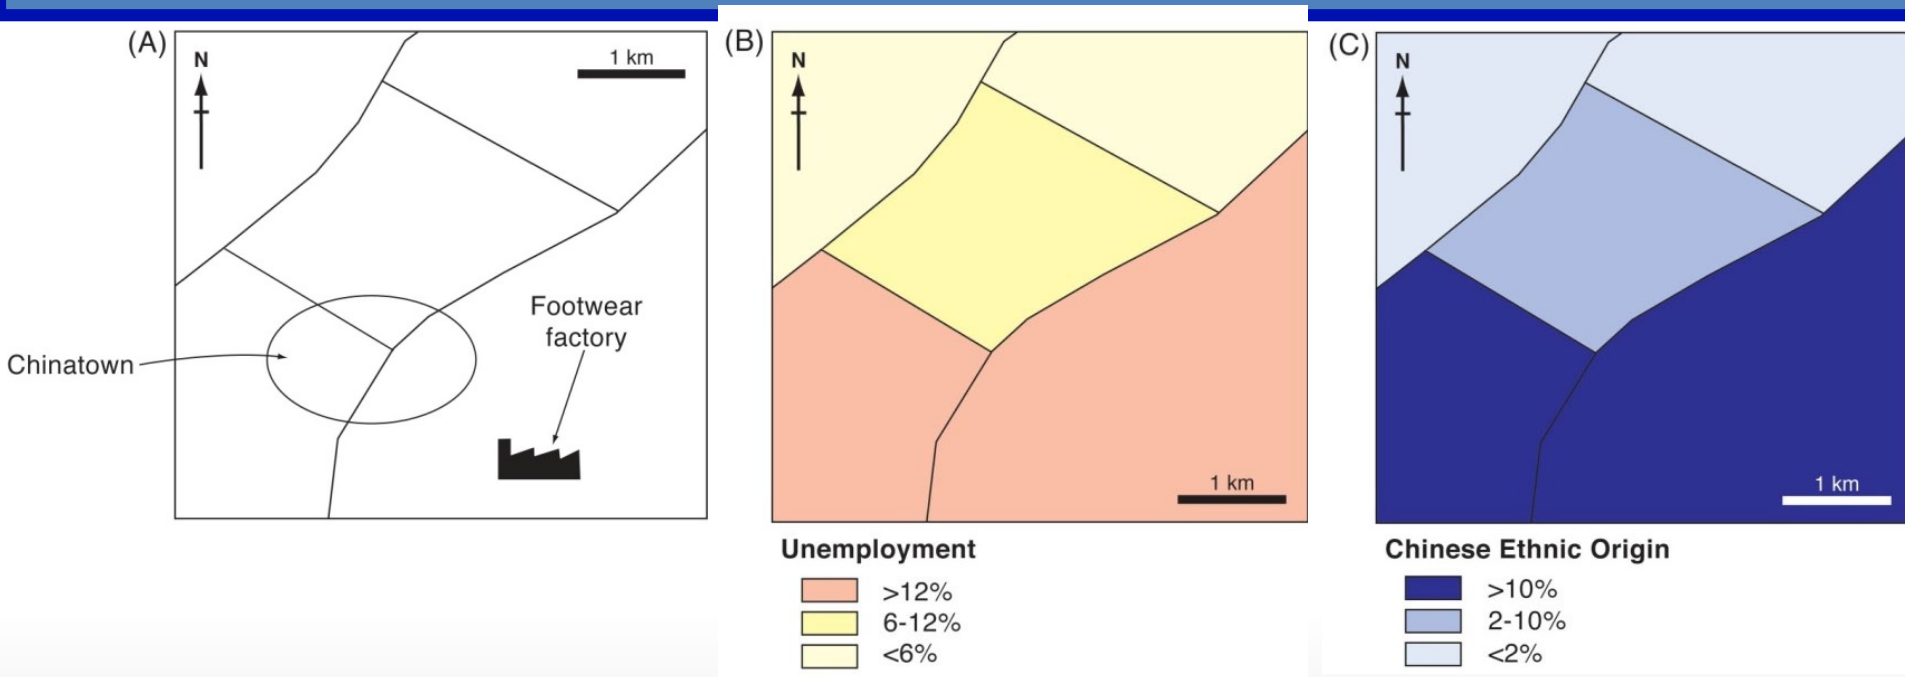 (A)
N
1 km
Chinatown
Footwear
factory
(B)
N
1 km
Unemployment
>12%
6-12%
<6%
(C)
N
1 km
Chinese Ethnic Origin
>10%
2-10%
<2%